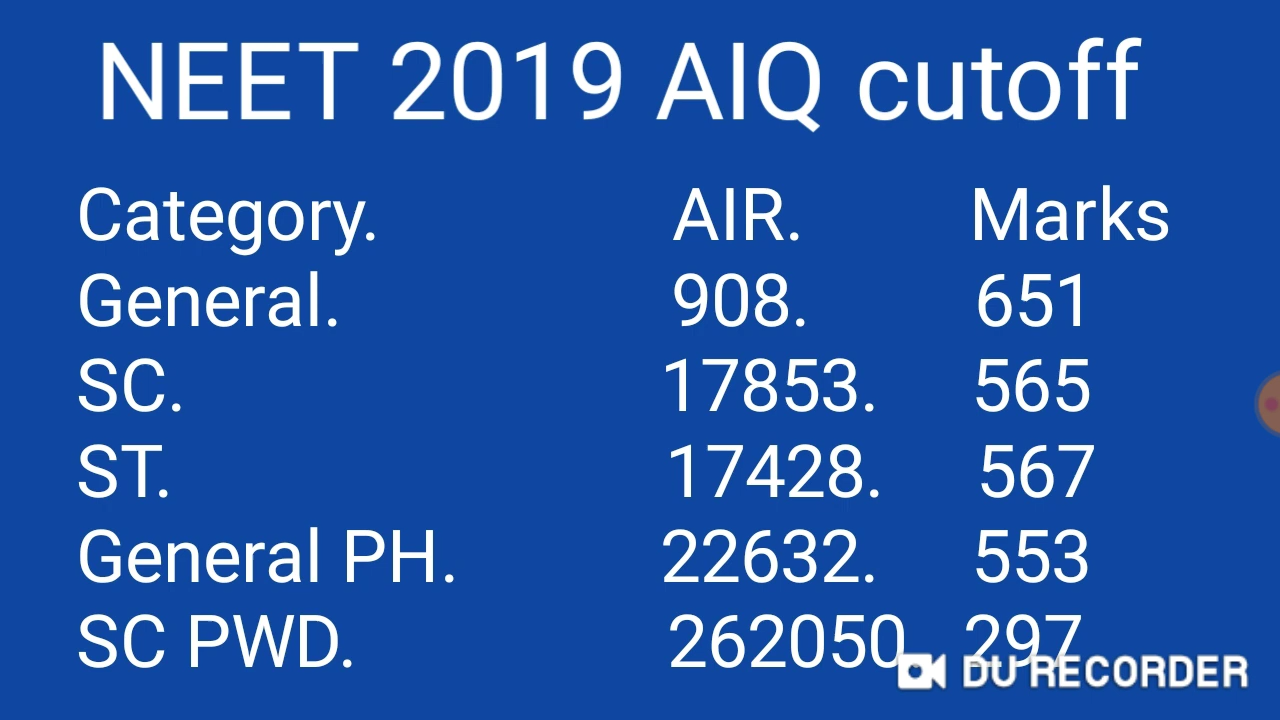 NEET 2019 AIQ cutoff
Category. AIR. Marks
General. 908. 651
SC. 17853. 565
ST. 17428. 567
General PH. 22632. 553
SC PWD. 262050 297
DU RECORDER